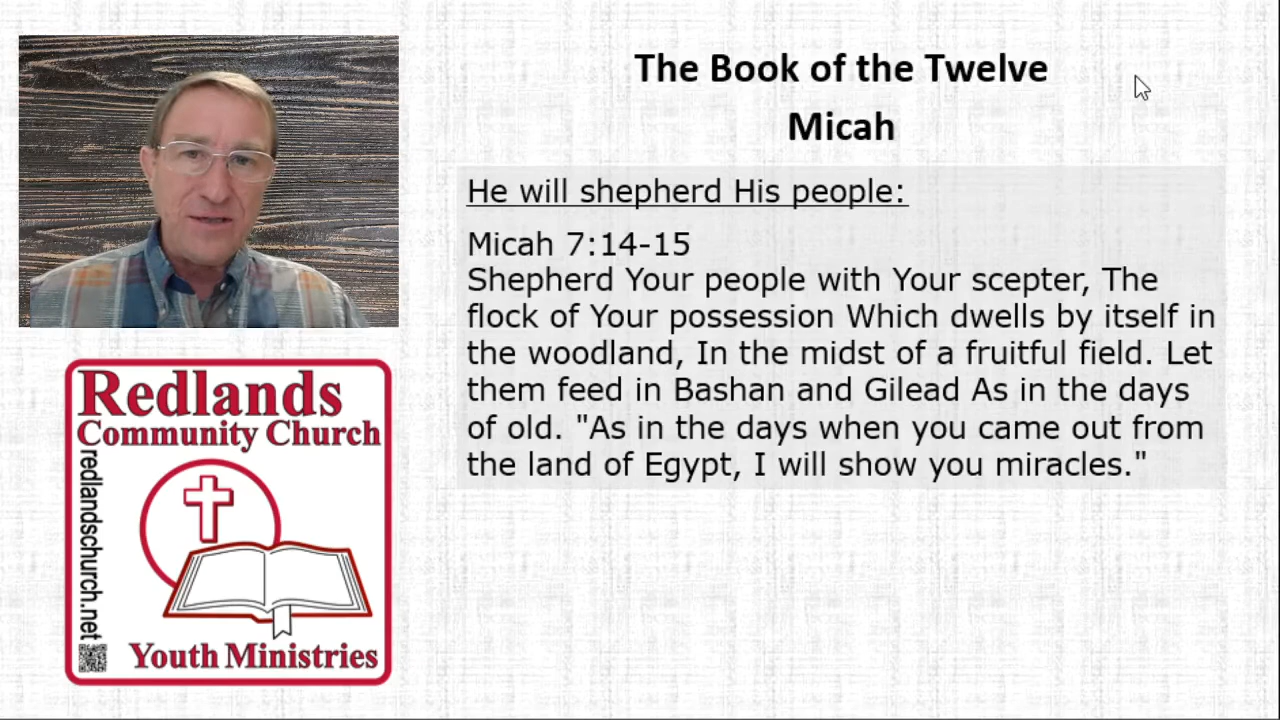 The Book of the Twelve
Micah
He will shepherd His people:
Micah 7:14-15
Shepherd Your people with Your scepter, The
flock of Your possession Which dwells by itself in
the woodland, In the midst of a fruitful field. Let
them feed in Bashan and Gilead As in the days
of old. "As in the days when you came out from
the land of Egypt, I will show you miracles."
Redlands
Community Church
redlandschurch.net
Youth Ministries